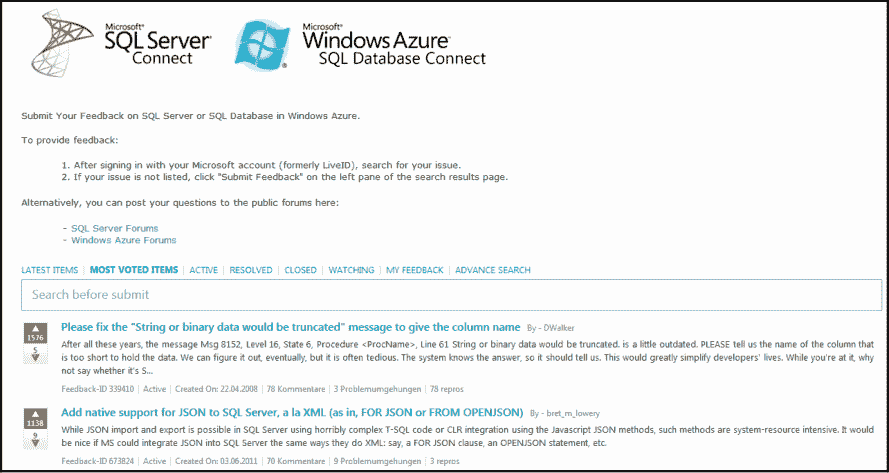 Microsoft®
SQL Server®
Connect
Microsoft®
Windows Azure™
SQL Database Connect
Submit Your Feedback on SQL Server or SQL Database in Windows Azure.
To provide feedback:
1. After signing in with your Microsoft account (formerly LiveID), search for your issue.
2. If your issue is not listed, click "Submit Feedback" on the left pane of the search results page.
Alternatively, you can post your questions to the public forums here:
- SQL Server Forums
- Windows Azure Forums
LATEST ITEMS | MOST VOTED ITEMS | ACTIVE | RESOLVED | CLOSED | WATCHING | MY FEEDBACK | ADVANCE SEARCH
Search before submit
1576
5
Please fix the "String or binary data would be truncated" message to give the column name By - DWalker
After all these years, the message Msg 8152, Level 16, State 6, Procedure <ProcName>, Line 61 String or binary data would be truncated. is a little outdated. PLEASE tell us the name of the column that
is too short to hold the data. We can figure it out, eventually, but it is often tedious. The system knows the answer, so it should tell us. This would greatly simplify developers' lives. While you're at it, why
not say whether it's S...
Feedback-ID 339410 | Active | Created On: 22.04.2008 | 78 Kommentare | 3 Problemumgehungen | 78 repros
1138
9
Add native support for JSON to SQL Server, a la XML (as in, FOR JSON or FROM OPENJSON) By - bret_m_lowery
While JSON import and export is possible in SQL Server using horribly complex T-SQL code or CLR integration using the Javascript JSON methods, such methods are system-resource intensive. It would
be nice if MS could integrate JSON into SQL Server the same ways they do XML: say, a FOR JSON clause, an OPENJSON statement, etc.
Feedback-ID 673824 | Active | Created On: 03.06.2011 | 70 Kommentare | 9 Problemumgehungen | 3 repros